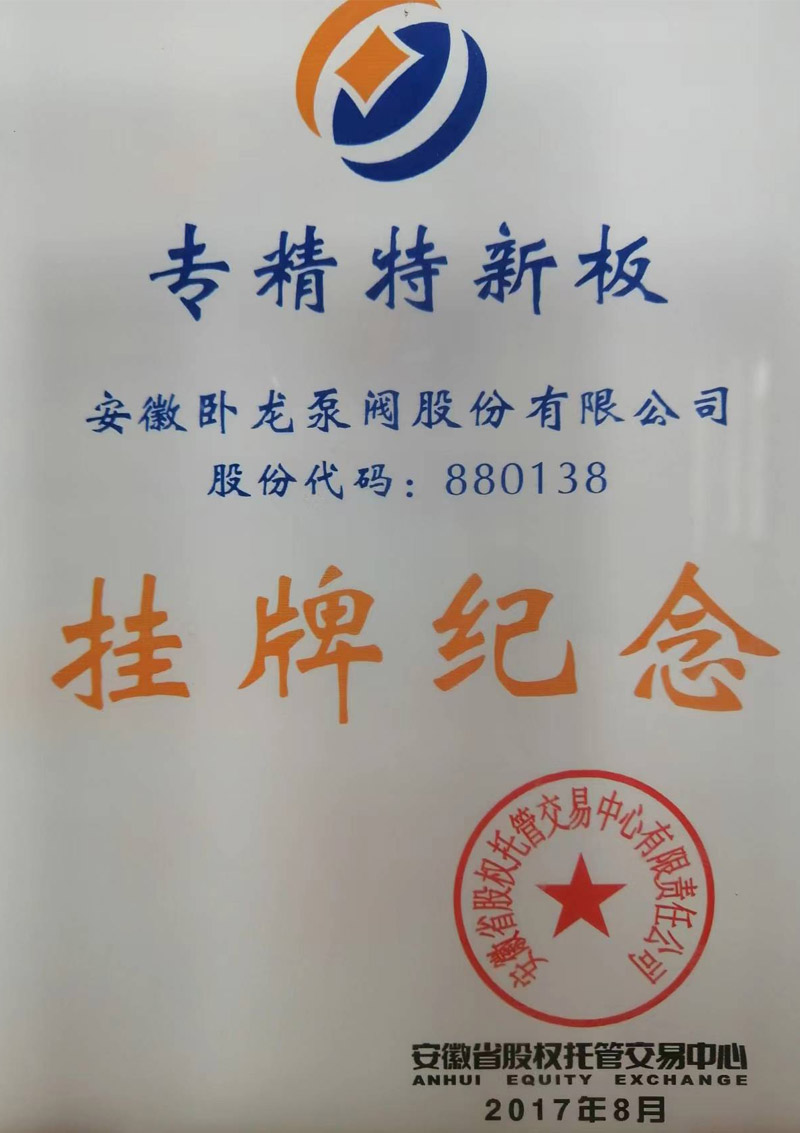 专精特新板
安徽卧龙泵阀股份有限公司
股份代码：880138
挂牌纪念
安徽省股权托管交易中心有限责任公司
安徽省股权托管交易中心
ANHUI EQUITY EXCHANGE
2017年8月